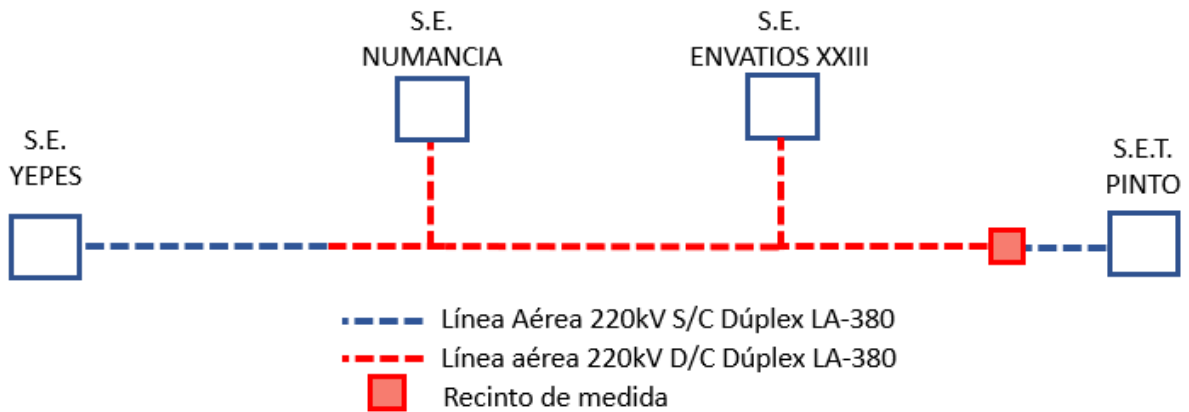 S.E.
NUMANCIA
S.E.
ENVATIOS XXIII
S.E.
YEPES
S.E.T.
PINTO
Línea Aérea 220kV S/C Dúplex LA-380
Línea aérea 220kV D/C Dúplex LA-380
Recinto de medida